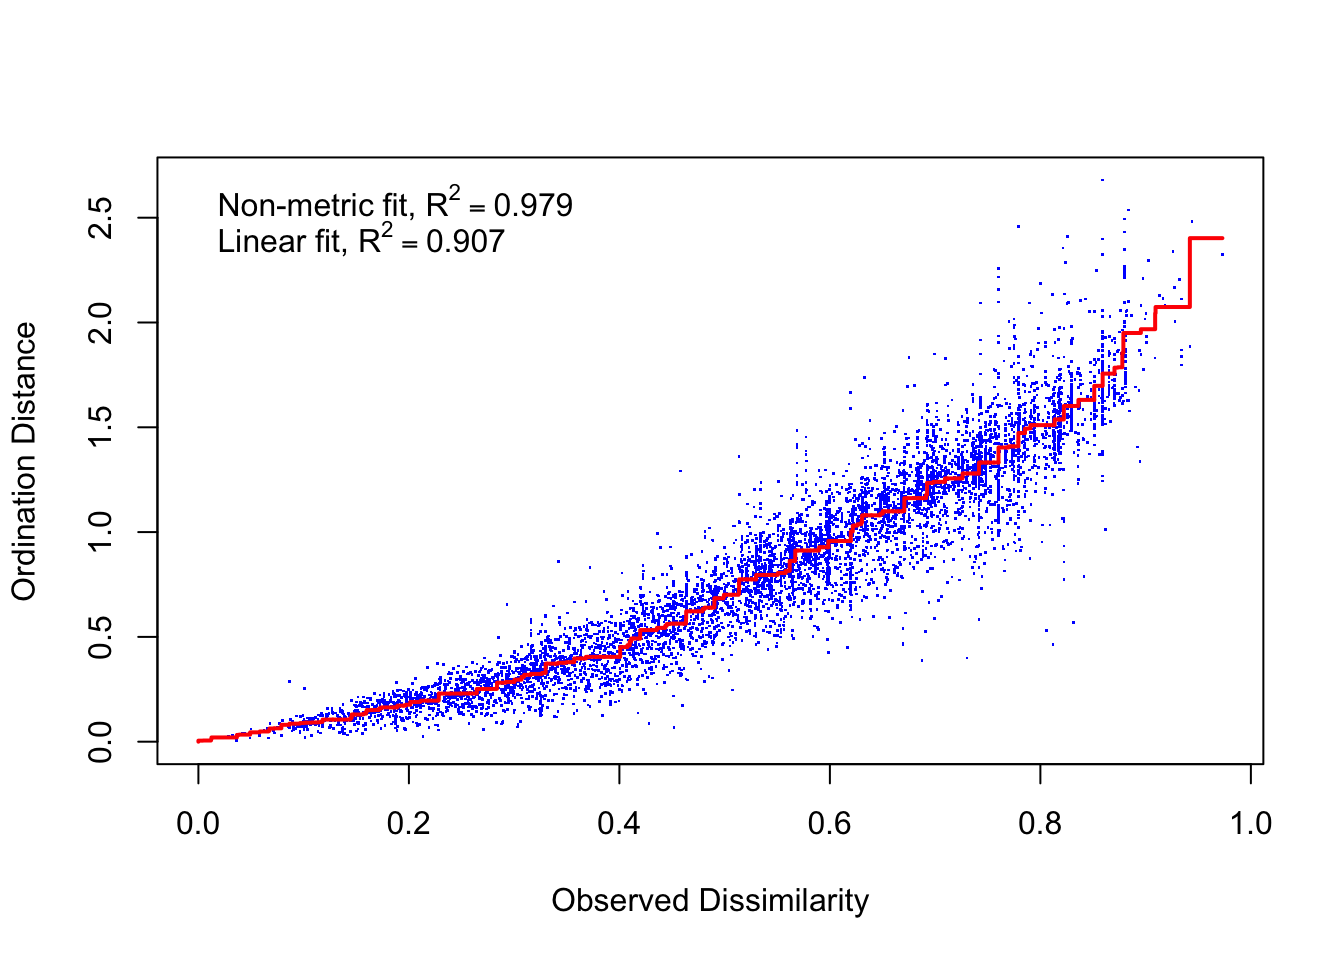 Non-metric fit, R² = 0.979
Linear fit, R² = 0.907
Ordination Distance
2.5
2.0
1.5
1.0
0.5
0.0
0.0 0.2 0.4 0.6 0.8 1.0
Observed Dissimilarity